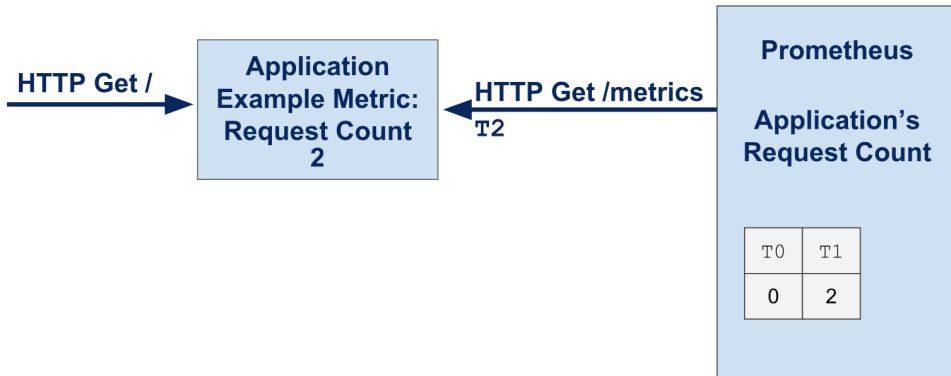 HTTP Get /
Application
Example Metric:
Request Count
2
HTTP Get /metrics
T2
Prometheus
Application's
Request Count
T0 T1
0 2